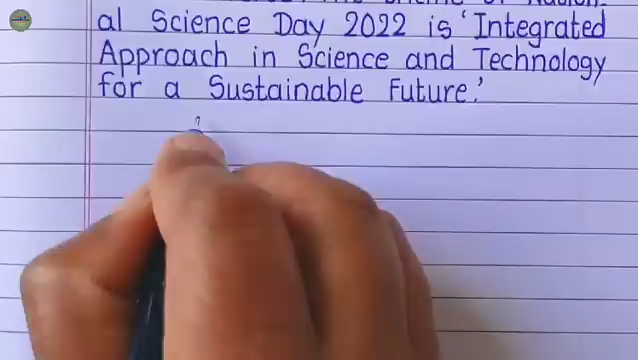 al Science Day 2022 is 'Integrated
Approach in Science and Technology
for a Sustainable Future.'